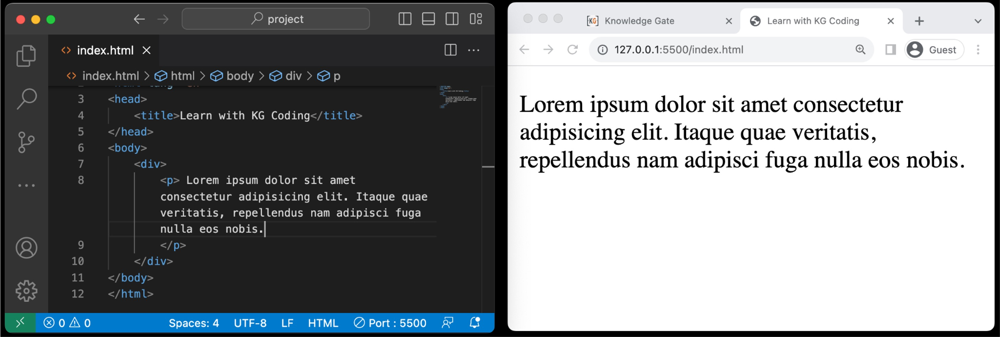 project
index.html
index.html > html > body > div > p
3 <head>
4 <title>Learn with KG Coding</title>
5 </head>
6 <body>
7 <div>
8 <p> Lorem ipsum dolor sit amet
consectetur adipisicing elit. Itaque quae
veritatis, repellendus nam adipisci fuga
nulla eos nobis.
9 </p>
10 </div>
11 </body>
12 </html>
0 0 Spaces: 4 UTF-8 LF HTML Port : 5500
KG Knowledge Gate
Learn with KG Coding
127.0.0.1:5500/index.html
Guest
Lorem ipsum dolor sit amet consectetur
adipisicing elit. Itaque quae veritatis,
repellendus nam adipisci fuga nulla eos nobis.